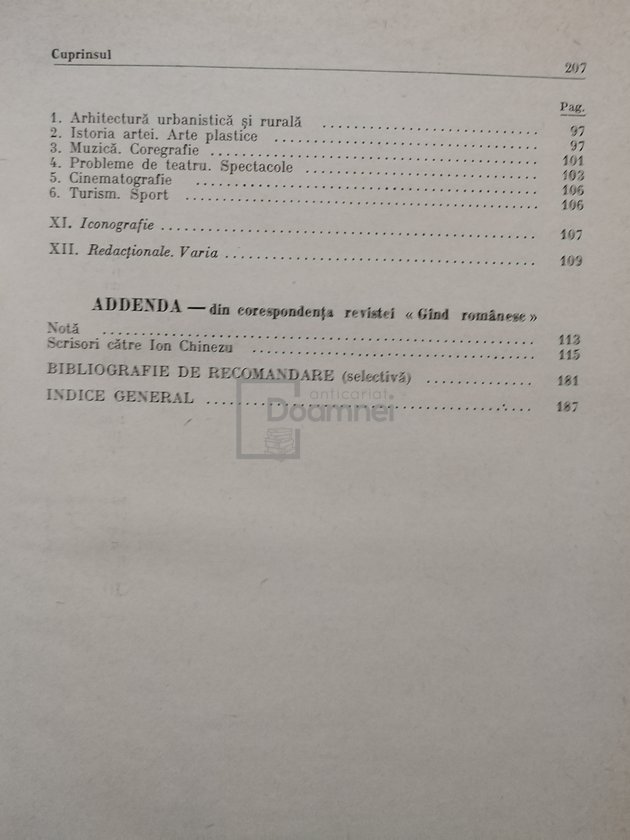 Cuprinsul 207
Pag.
1. Arhitectură urbanistică și rurală .............................. 97
2. Istoria artei. Arte plastice .............................. 97
3. Muzică. Coregrafie .............................. 101
4. Probleme de teatru. Spectacole .............................. 103
5. Cinematografie .............................. 106
6. Turism. Sport .............................. 106
XI. Iconografie .............................. 107
XII. Redacționale. Varia .............................. 109
ADDENDA — din corespondența revistei « Gînd românesc »
Notă .............................. 113
Scrisori către Ion Chinezu .............................. 115
BIBLIOGRAFIE DE RECOMANDARE (selectivă) ............ 181
INDICE GENERAL .............................. 187
anticariat
Doamnei